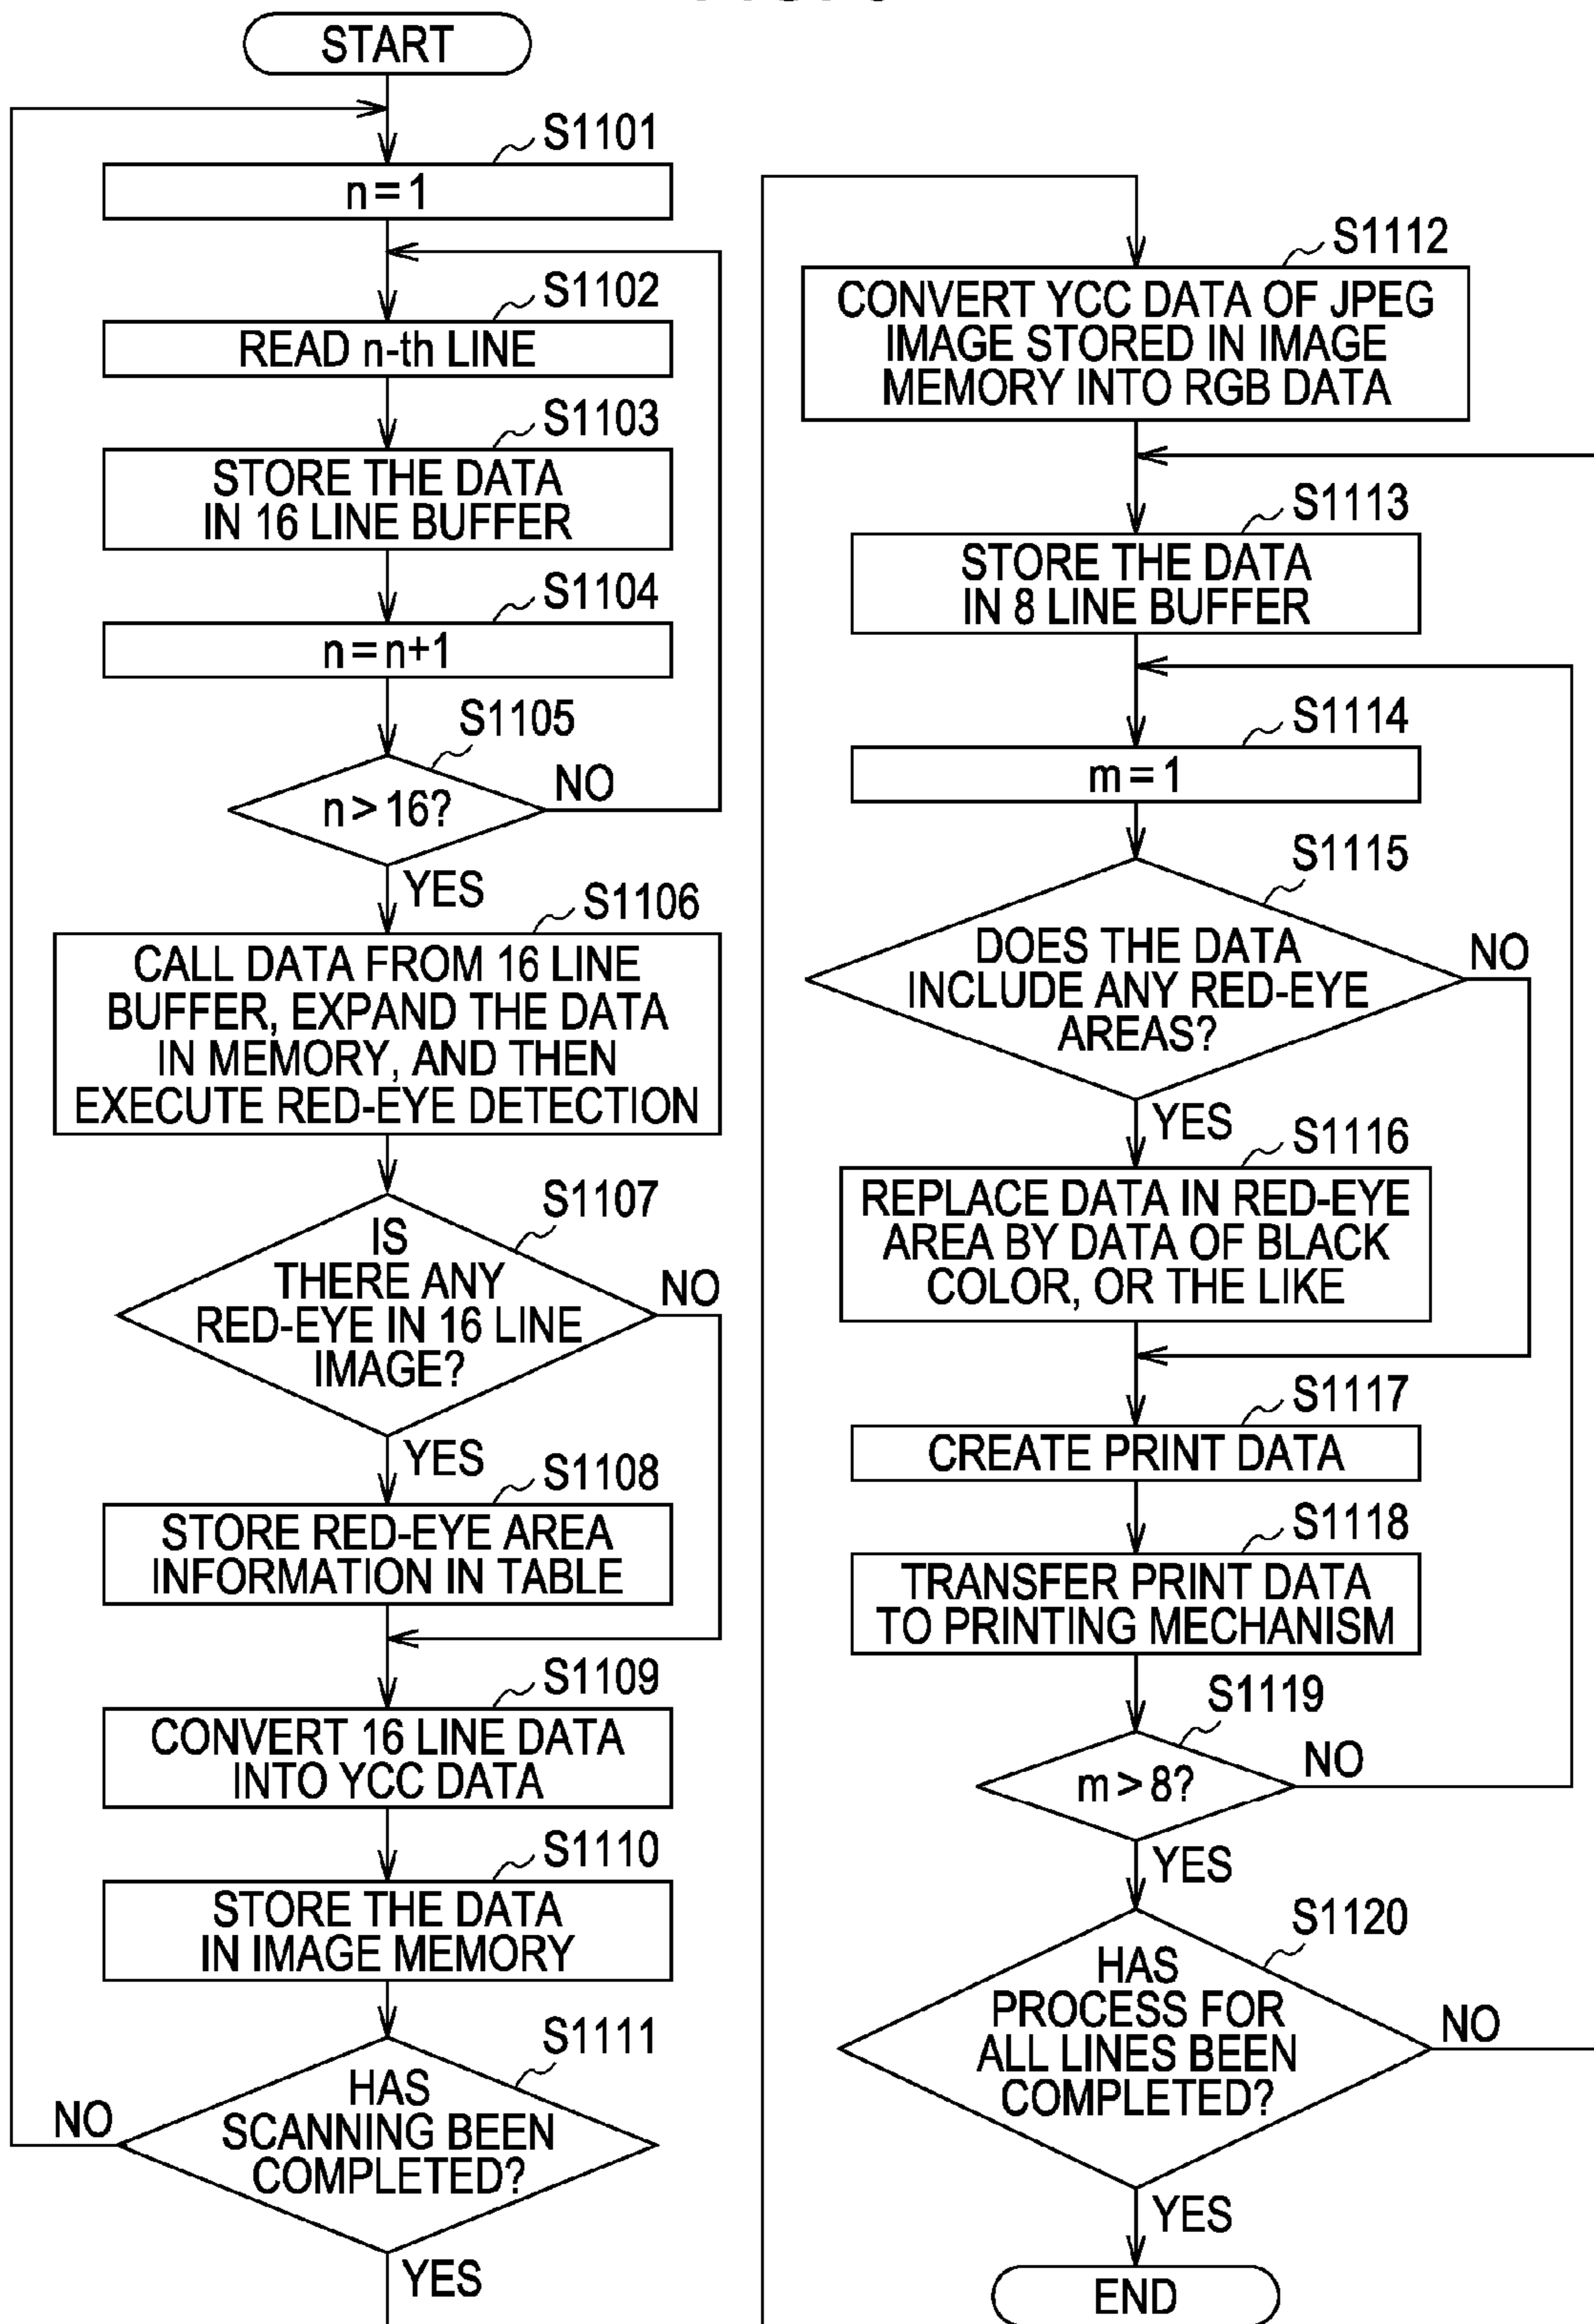 START
S1101
n=1
S1102
READ n-th LINE
S1103
STORE THE DATA
IN 16 LINE BUFFER
S1104
n=n+1
S1105
n>16?
NO
YES
S1106
CALL DATA FROM 16 LINE
BUFFER, EXPAND THE DATA
IN MEMORY, AND THEN
EXECUTE RED-EYE DETECTION
S1107
IS
THERE ANY
RED-EYE IN 16 LINE
IMAGE?
NO
YES
S1108
STORE RED-EYE AREA
INFORMATION IN TABLE
S1109
CONVERT 16 LINE DATA
INTO YCC DATA
S1110
STORE THE DATA
IN IMAGE MEMORY
S1111
HAS
SCANNING BEEN
COMPLETED?
NO
YES
S1112
CONVERT YCC DATA OF JPEG
IMAGE STORED IN IMAGE
MEMORY INTO RGB DATA
S1113
STORE THE DATA
IN 8 LINE BUFFER
S1114
m=1
S1115
DOES THE DATA
INCLUDE ANY RED-EYE
AREAS?
NO
YES
S1116
REPLACE DATA IN RED-EYE
AREA BY DATA OF BLACK
COLOR, OR THE LIKE
S1117
CREATE PRINT DATA
S1118
TRANSFER PRINT DATA
TO PRINTING MECHANISM
S1119
m>8?
NO
YES
S1120
HAS
PROCESS FOR
ALL LINES BEEN
COMPLETED?
NO
YES
END